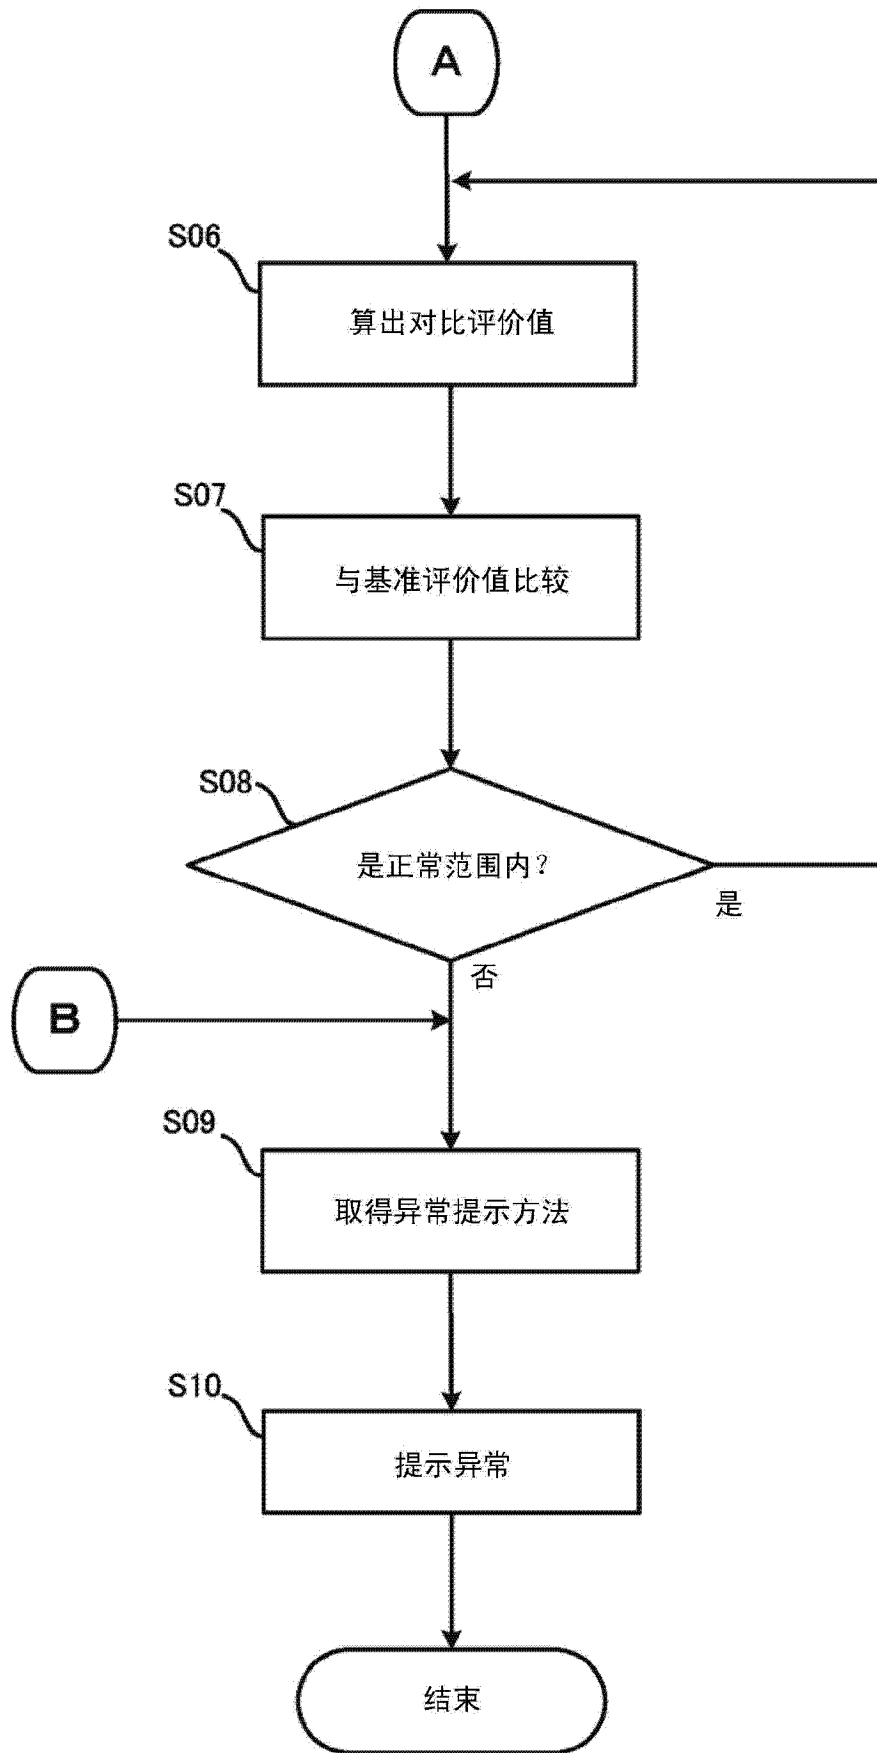 A
S06
算出对比评价值
S07
与基准评价值比较
S08
是正常范围内？
是
否
B
S09
取得异常提示方法
S10
提示异常
结束